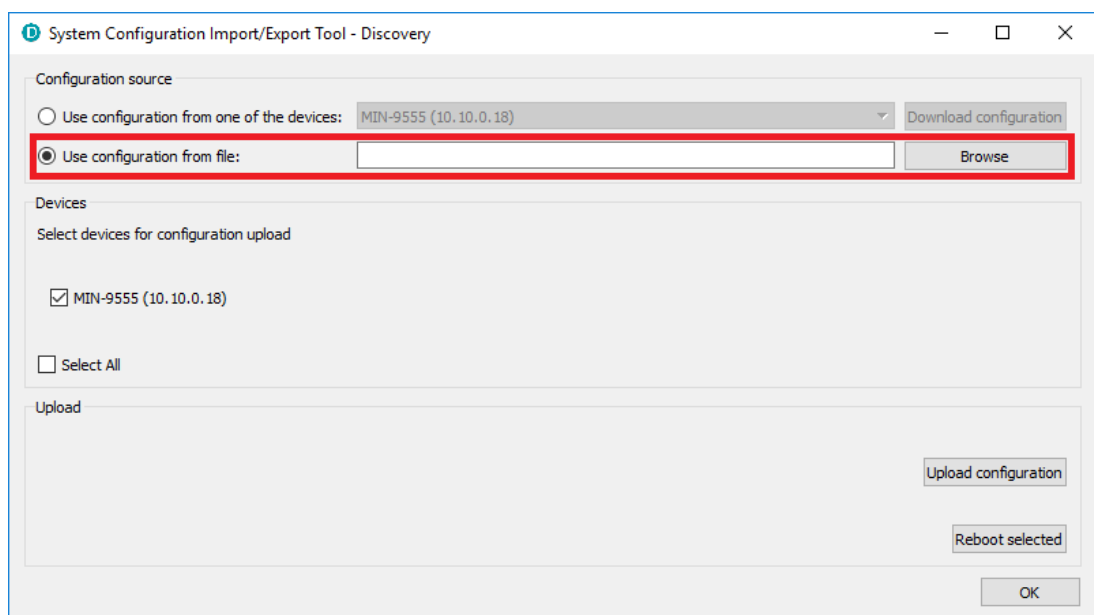 System Configuration Import/Export Tool - Discovery
Configuration source
Use configuration from one of the devices: MIN-9555 (10.10.0.18) Download configuration
Use configuration from file: Browse
Devices
Select devices for configuration upload
MIN-9555 (10.10.0.18)
Select All
Upload
Upload configuration
Reboot selected
OK